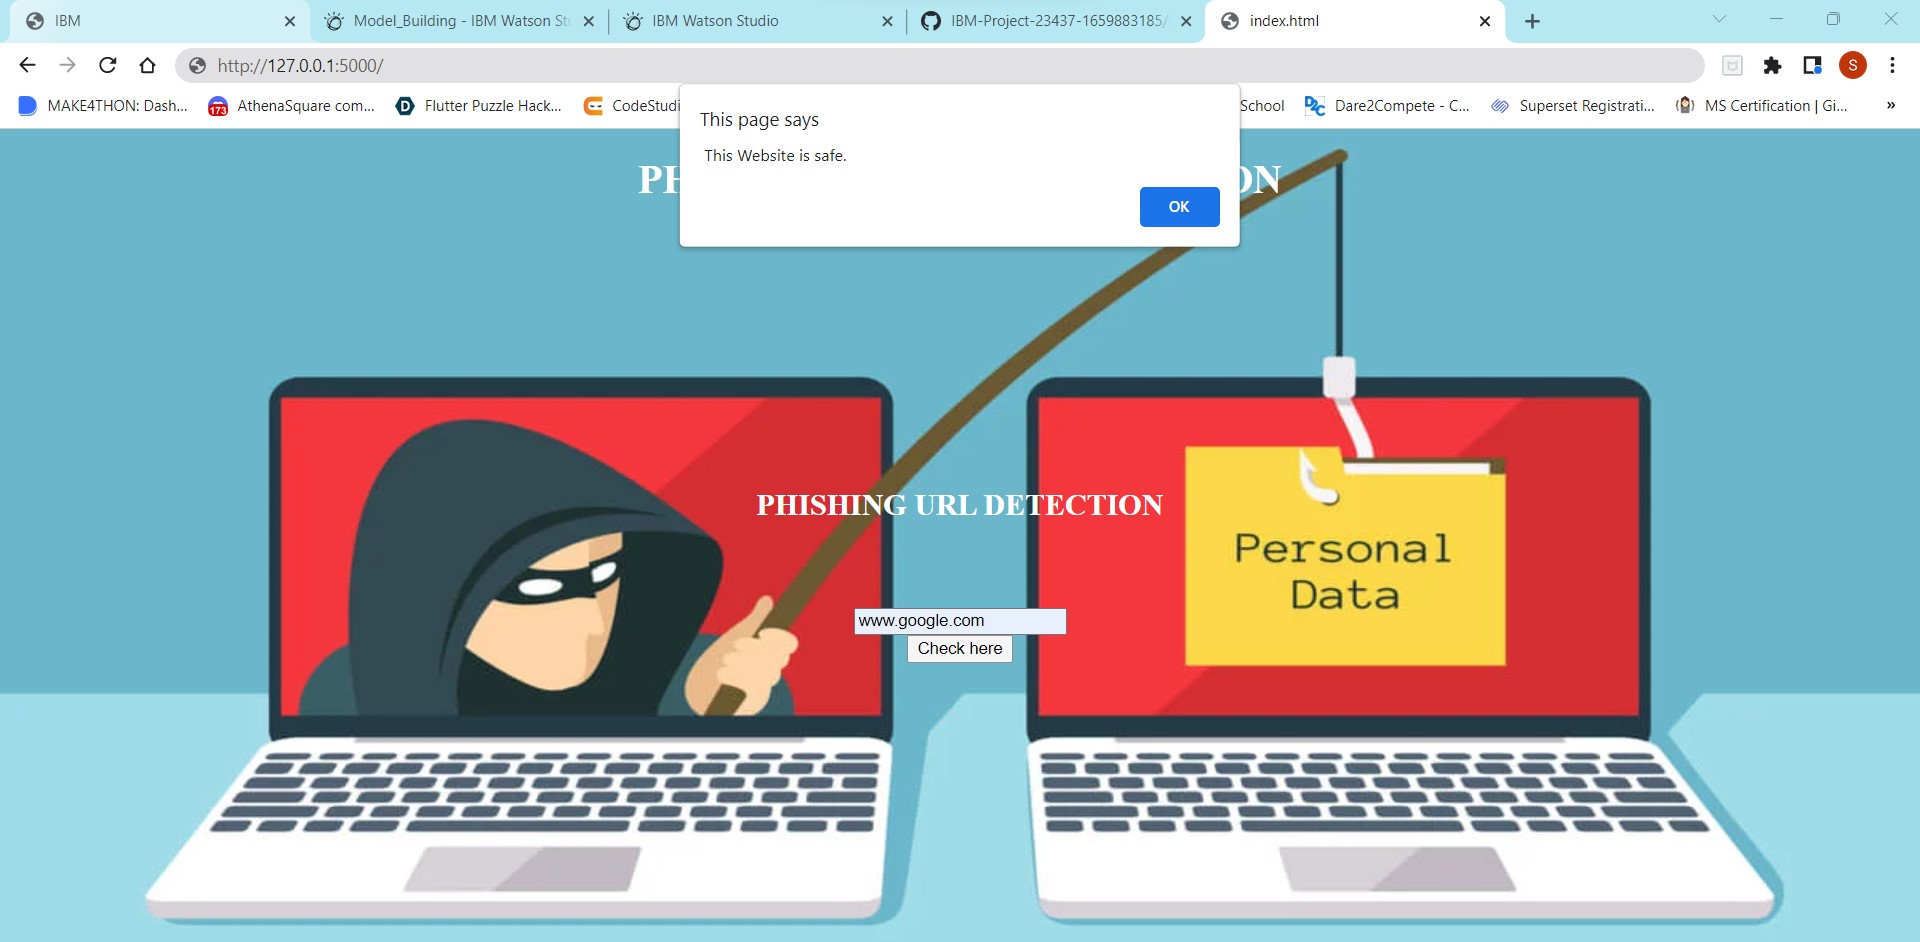 IBM
Model_Building - IBM Watson St
IBM Watson Studio
IBM-Project-23437-1659883185/
index.html
http://127.0.0.1:5000/
S
MAKE4THON: Dash...
173
AthenaSquare com...
D
Flutter Puzzle Hack...
CodeStudi
School
D2C
Dare2Compete - C...
Superset Registrati...
MS Certification | Gi...
»
This page says
This Website is safe.
OK
PH
ON
PHISHING URL DETECTION
Personal
Data
www.google.com
Check here